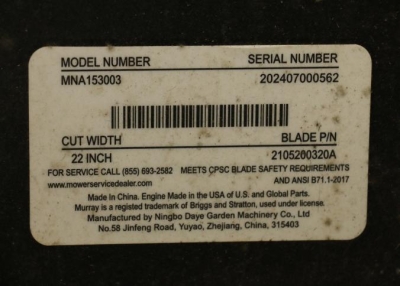 MODEL NUMBER SERIAL NUMBER
MNA153003 202407000562
CUT WIDTH BLADE P/N
22 INCH 2105200320A
FOR SERVICE CALL (855) 693-2582 MEETS CPSC BLADE SAFETY REQUIREMENTS
www.mowerservicedealer.com AND ANSI B71.1-2017
Made in China. Engine Made in the USA of U.S. and Global Parts.
Murray is a registered trademark of Briggs and Stratton, used under license.
Manufactured by Ningbo Daye Garden Machinery Co., Ltd
No.58 Jinfeng Road, Yuyao, Zhejiang, China, 315403